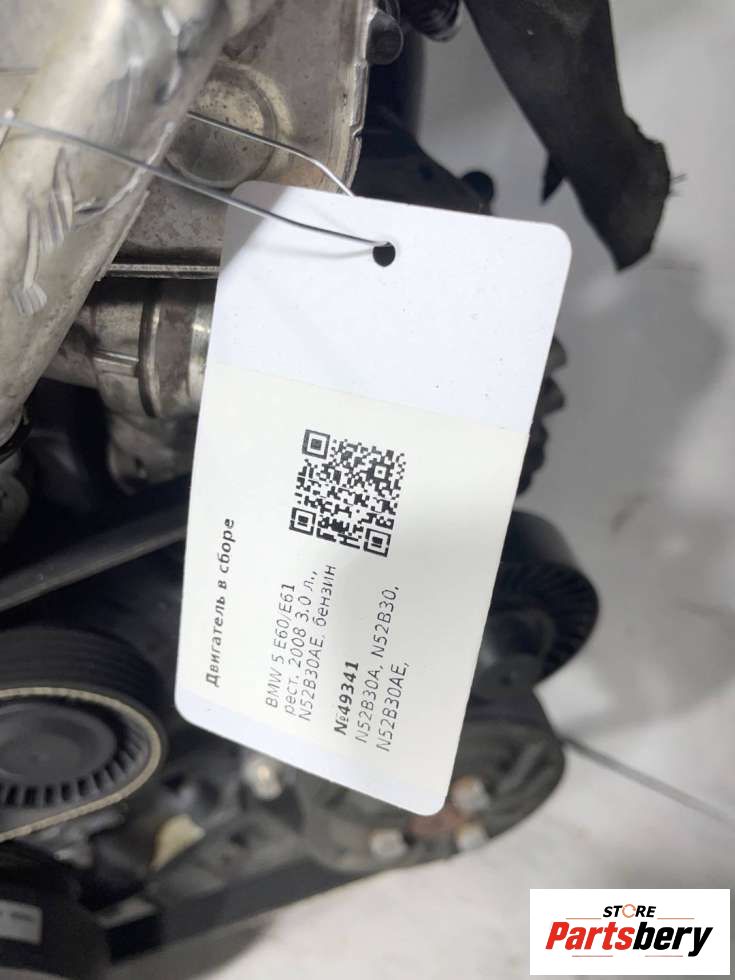 Двигатель в сборе
BMW 5 E60/E61
рест. 2008 3.0 л.,
N52B30AE, бензин
№49341
N52B30A, N52B30,
N52B30AE,
STORE
Partsbery